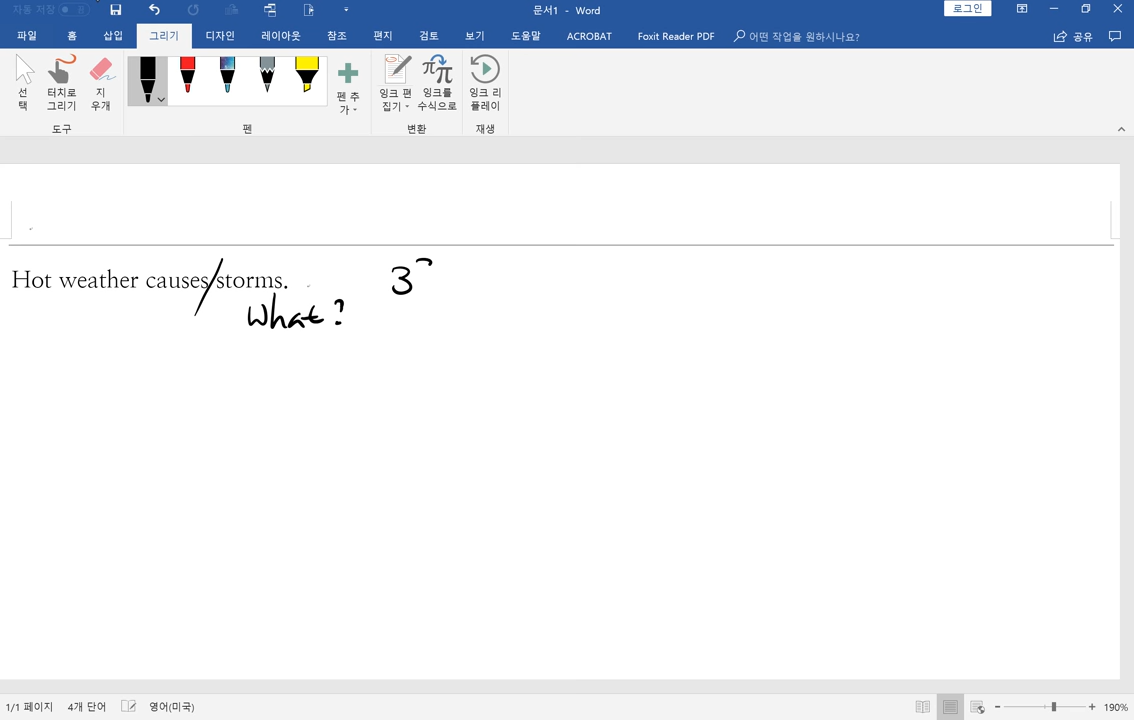 자동 저장
문서1 - Word
로그인
파일 홈 삽입 그리기 디자인 레이아웃 참조 편지 검토 보기 도움말 ACROBAT Foxit Reader PDF 어떤 작업을 원하시나요? 공유
선택
터치로 그리기
지우개
펜 추가
잉크 편집기
잉크를 수식으로
잉크 리플레이
도구 펜 변환 재생
Hot weather causes/storms. 3
What?
1/1 페이지 4개 단어 영어(미국) 190%